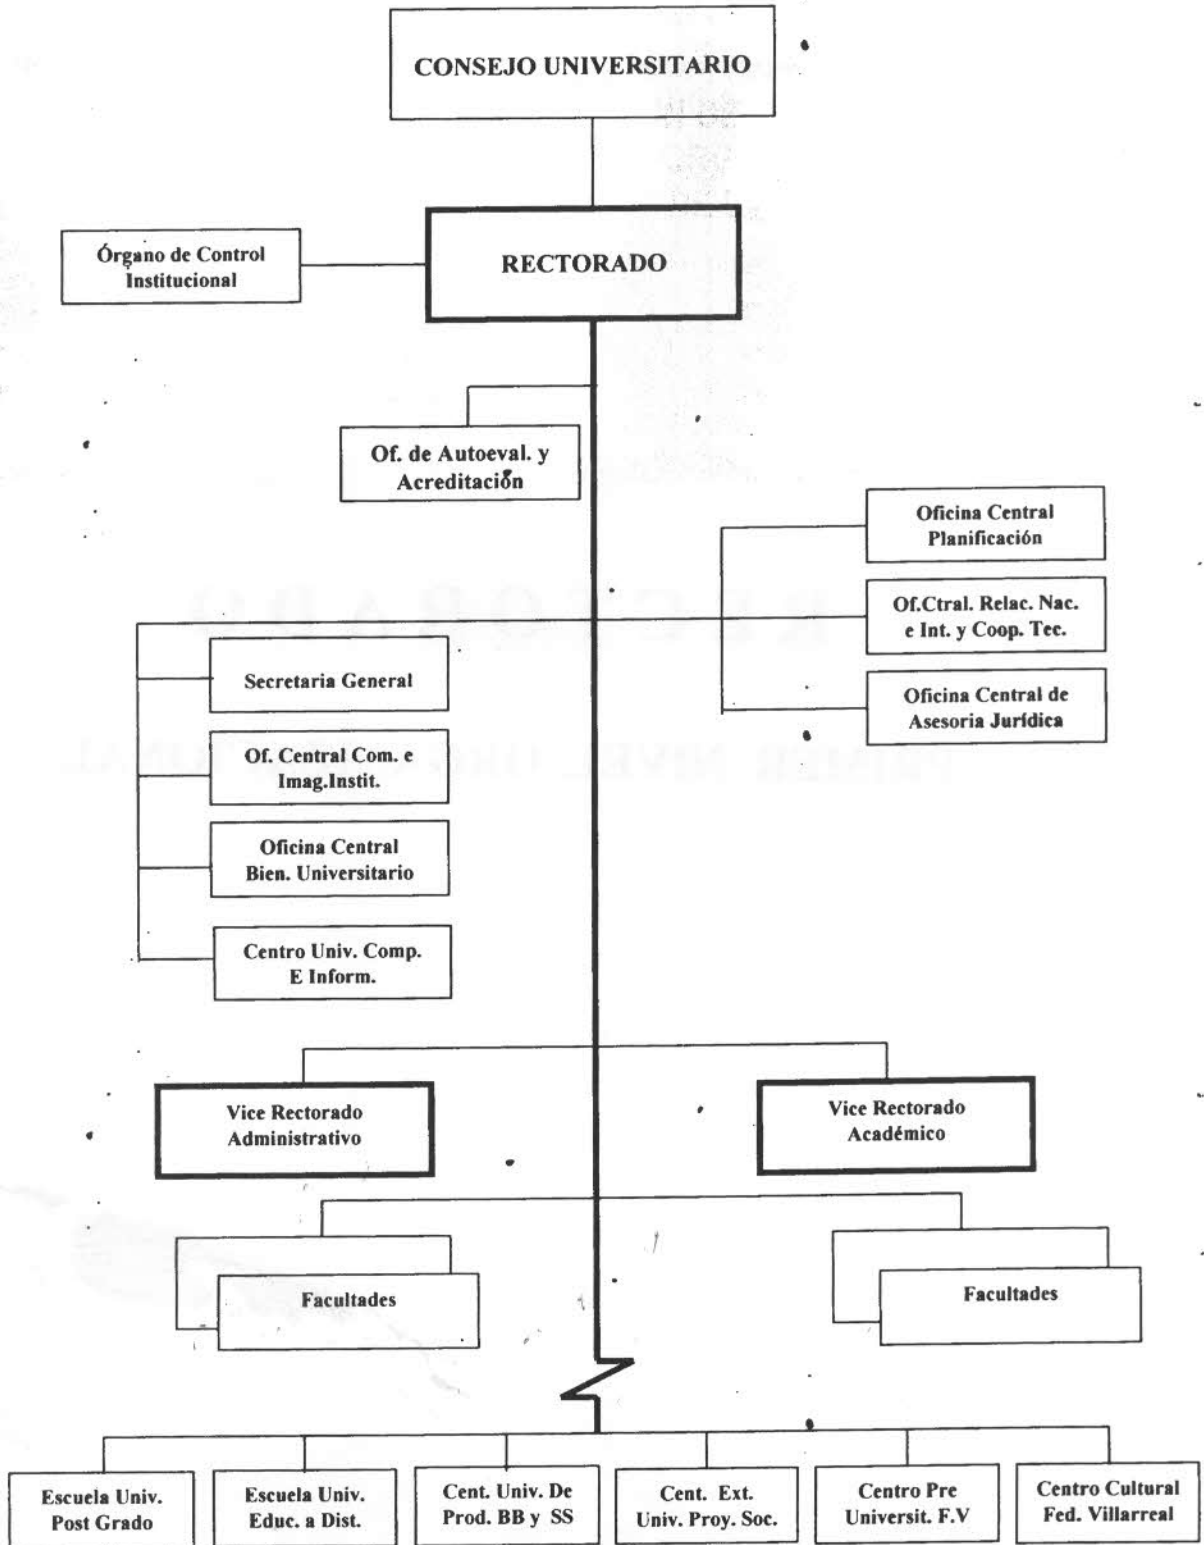 CONSEJO UNIVERSITARIO
RECTORADO
Órgano de Control
Institucional
Of. de Autoeval. y
Acreditación
Oficina Central
Planificación
Of.Ctral. Relac. Nac.
e Int. y Coop. Tec.
Oficina Central de
Asesoria Jurídica
Secretaria General
Of. Central Com. e
Imag.Instit.
Oficina Central
Bien. Universitario
Centro Univ. Comp.
E Inform.
Vice Rectorado
Administrativo
Vice Rectorado
Académico
Facultades
Facultades
Escuela Univ.
Post Grado
Escuela Univ.
Educ. a Dist.
Cent. Univ. De
Prod. BB y SS
Cent. Ext.
Univ. Proy. Soc.
Centro Pre
Universit. F.V
Centro Cultural
Fed. Villarreal